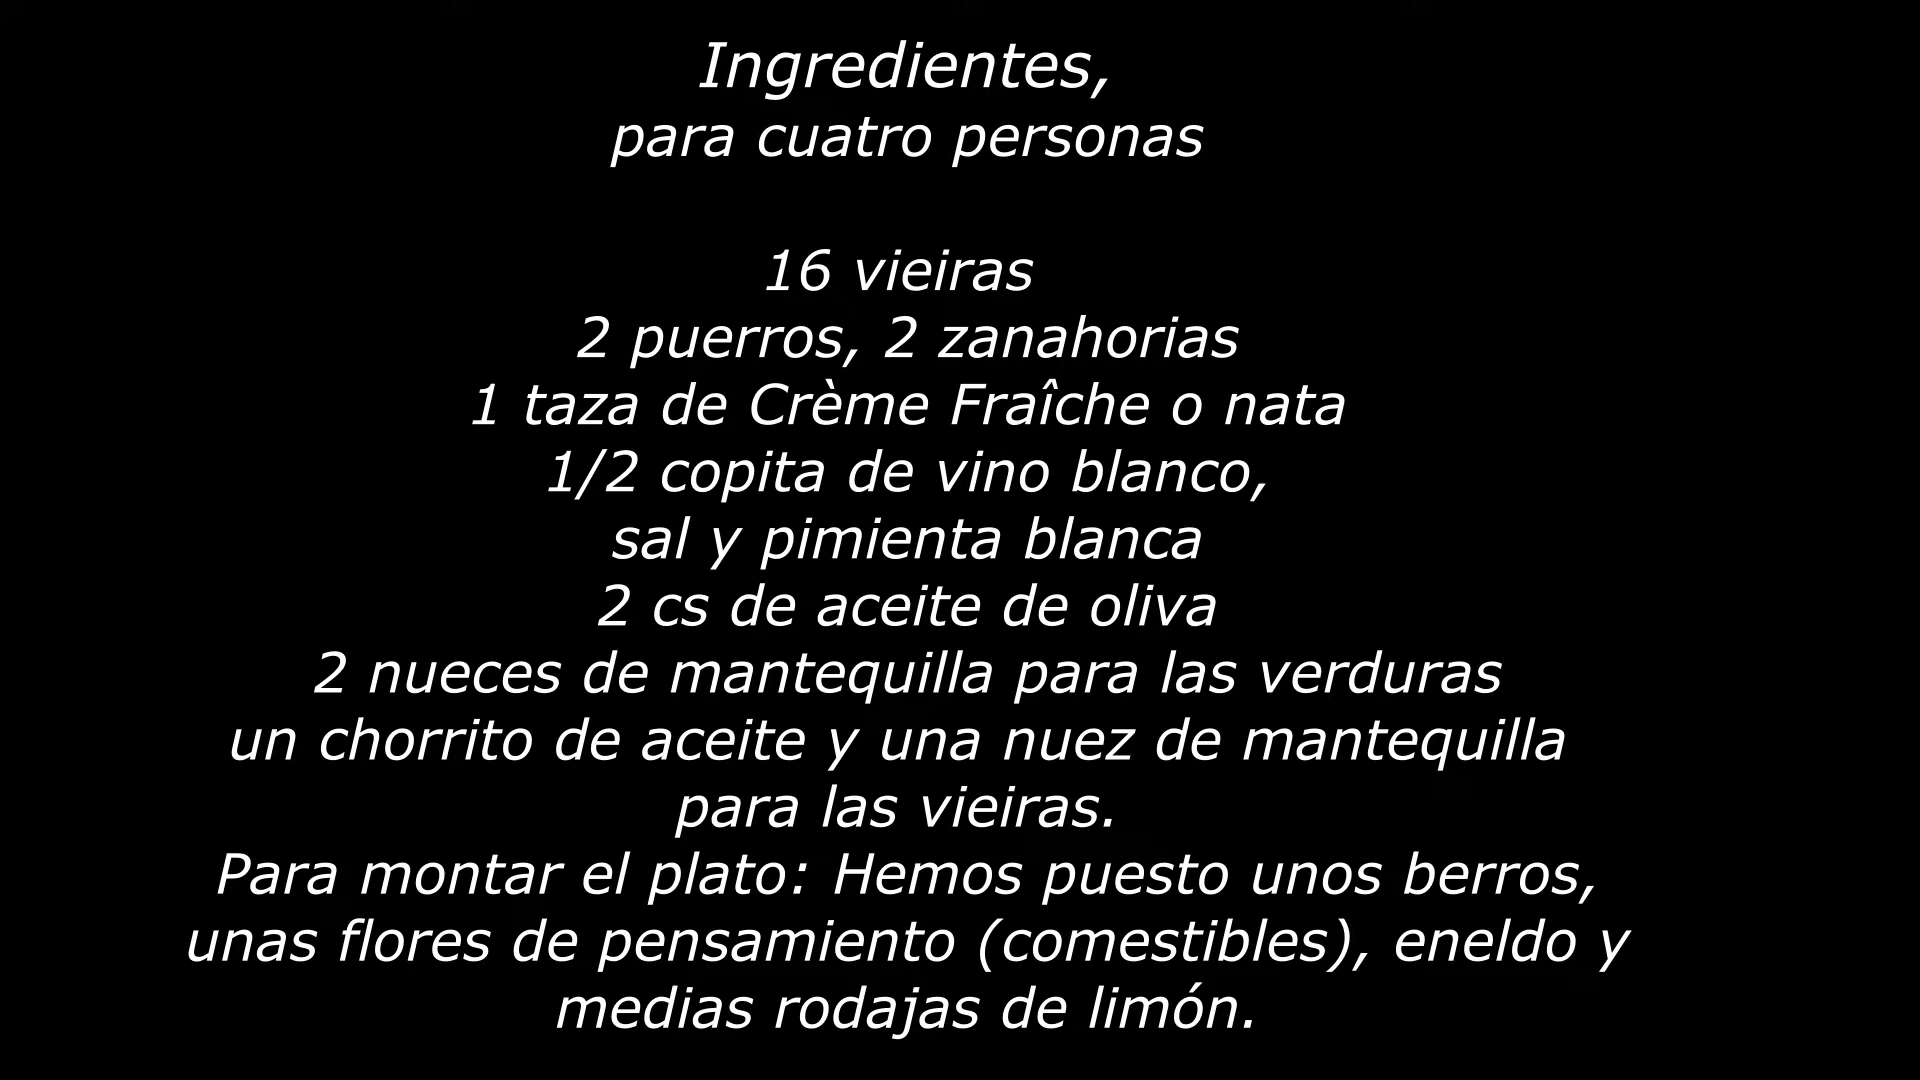 Ingredientes,
para cuatro personas
16 vieiras
2 puerros, 2 zanahorias
1 taza de Crème Fraîche o nata
1/2 copita de vino blanco,
sal y pimienta blanca
2 cs de aceite de oliva
2 nueces de mantequilla para las verduras
un chorrito de aceite y una nuez de mantequilla
para las vieiras.
Para montar el plato: Hemos puesto unos berros,
unas flores de pensamiento (comestibles), eneldo y
medias rodajas de limón.